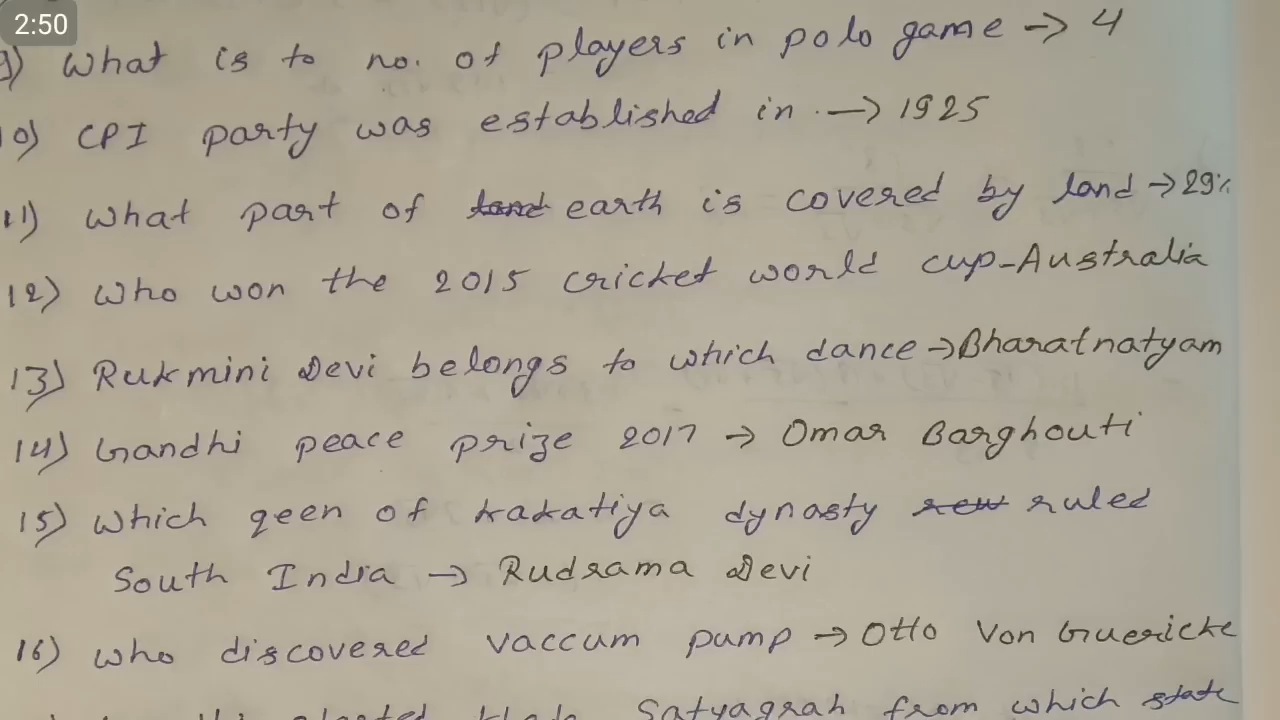 2:50
9) What is to no. of players in polo game → 4
10) CPI party was established in → 1925
11) What part of land earth is covered by land → 29%
12) Who won the 2015 cricket world cup - Australia
13) Rukmini Devi belongs to which dance → Bharatnatyam
14) Gandhi peace prize 2017 → Omar Barghouti
15) Which qeen of kakatiya dynasty ruled
South India → Rudrama Devi
16) who discovered vaccum pump → Otto Von Guericke
started Satyagrah from which state